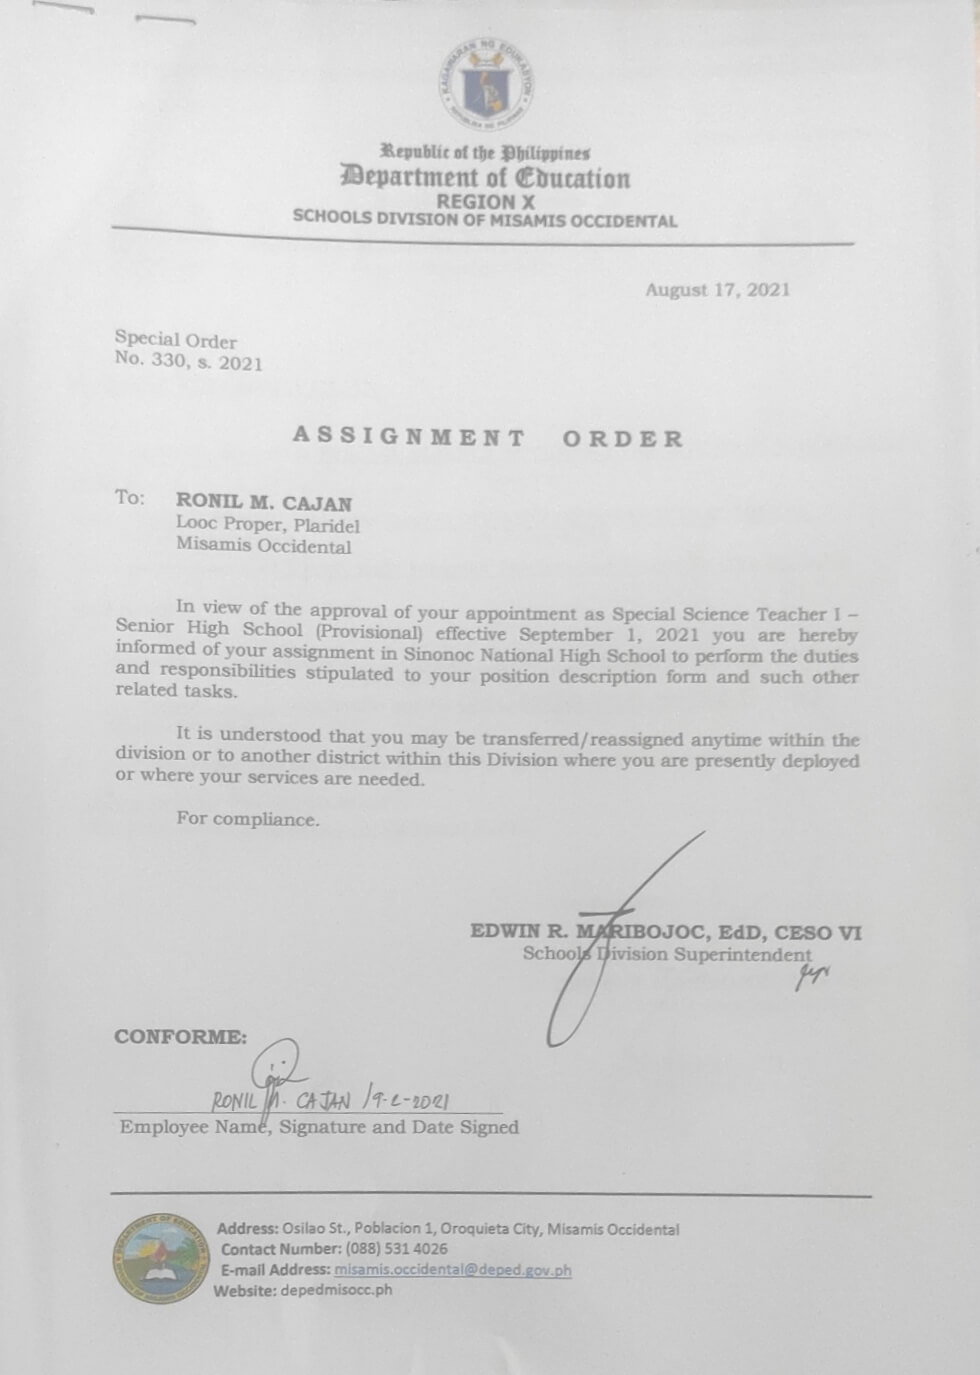 KAGAWARAN NG EDUKASYON
REPUBLIKA NG PILIPINAS
Republic of the Philippines
Department of Education
REGION X
SCHOOLS DIVISION OF MISAMIS OCCIDENTAL
August 17, 2021
Special Order
No. 330, s. 2021
ASSIGNMENT ORDER
To: RONIL M. CAJAN
Looc Proper, Plaridel
Misamis Occidental
In view of the approval of your appointment as Special Science Teacher I –
Senior High School (Provisional) effective September 1, 2021 you are hereby
informed of your assignment in Sinonoc National High School to perform the duties
and responsibilities stipulated to your position description form and such other
related tasks.
It is understood that you may be transferred/reassigned anytime within the
division or to another district within this Division where you are presently deployed
or where your services are needed.
For compliance.
EDWIN R. MARIBOJOC, EdD, CESO VI
Schools Division Superintendent
CONFORME:
RONIL M. CAJAN /9-2-2021
Employee Name, Signature and Date Signed
DEPARTMENT OF EDUCATION
DIVISION OF MISAMIS OCCIDENTAL
Address: Osilao St., Poblacion 1, Oroquieta City, Misamis Occidental
Contact Number: (088) 531 4026
E-mail Address: misamis.occidental@deped.gov.ph
Website: depedmisocc.ph